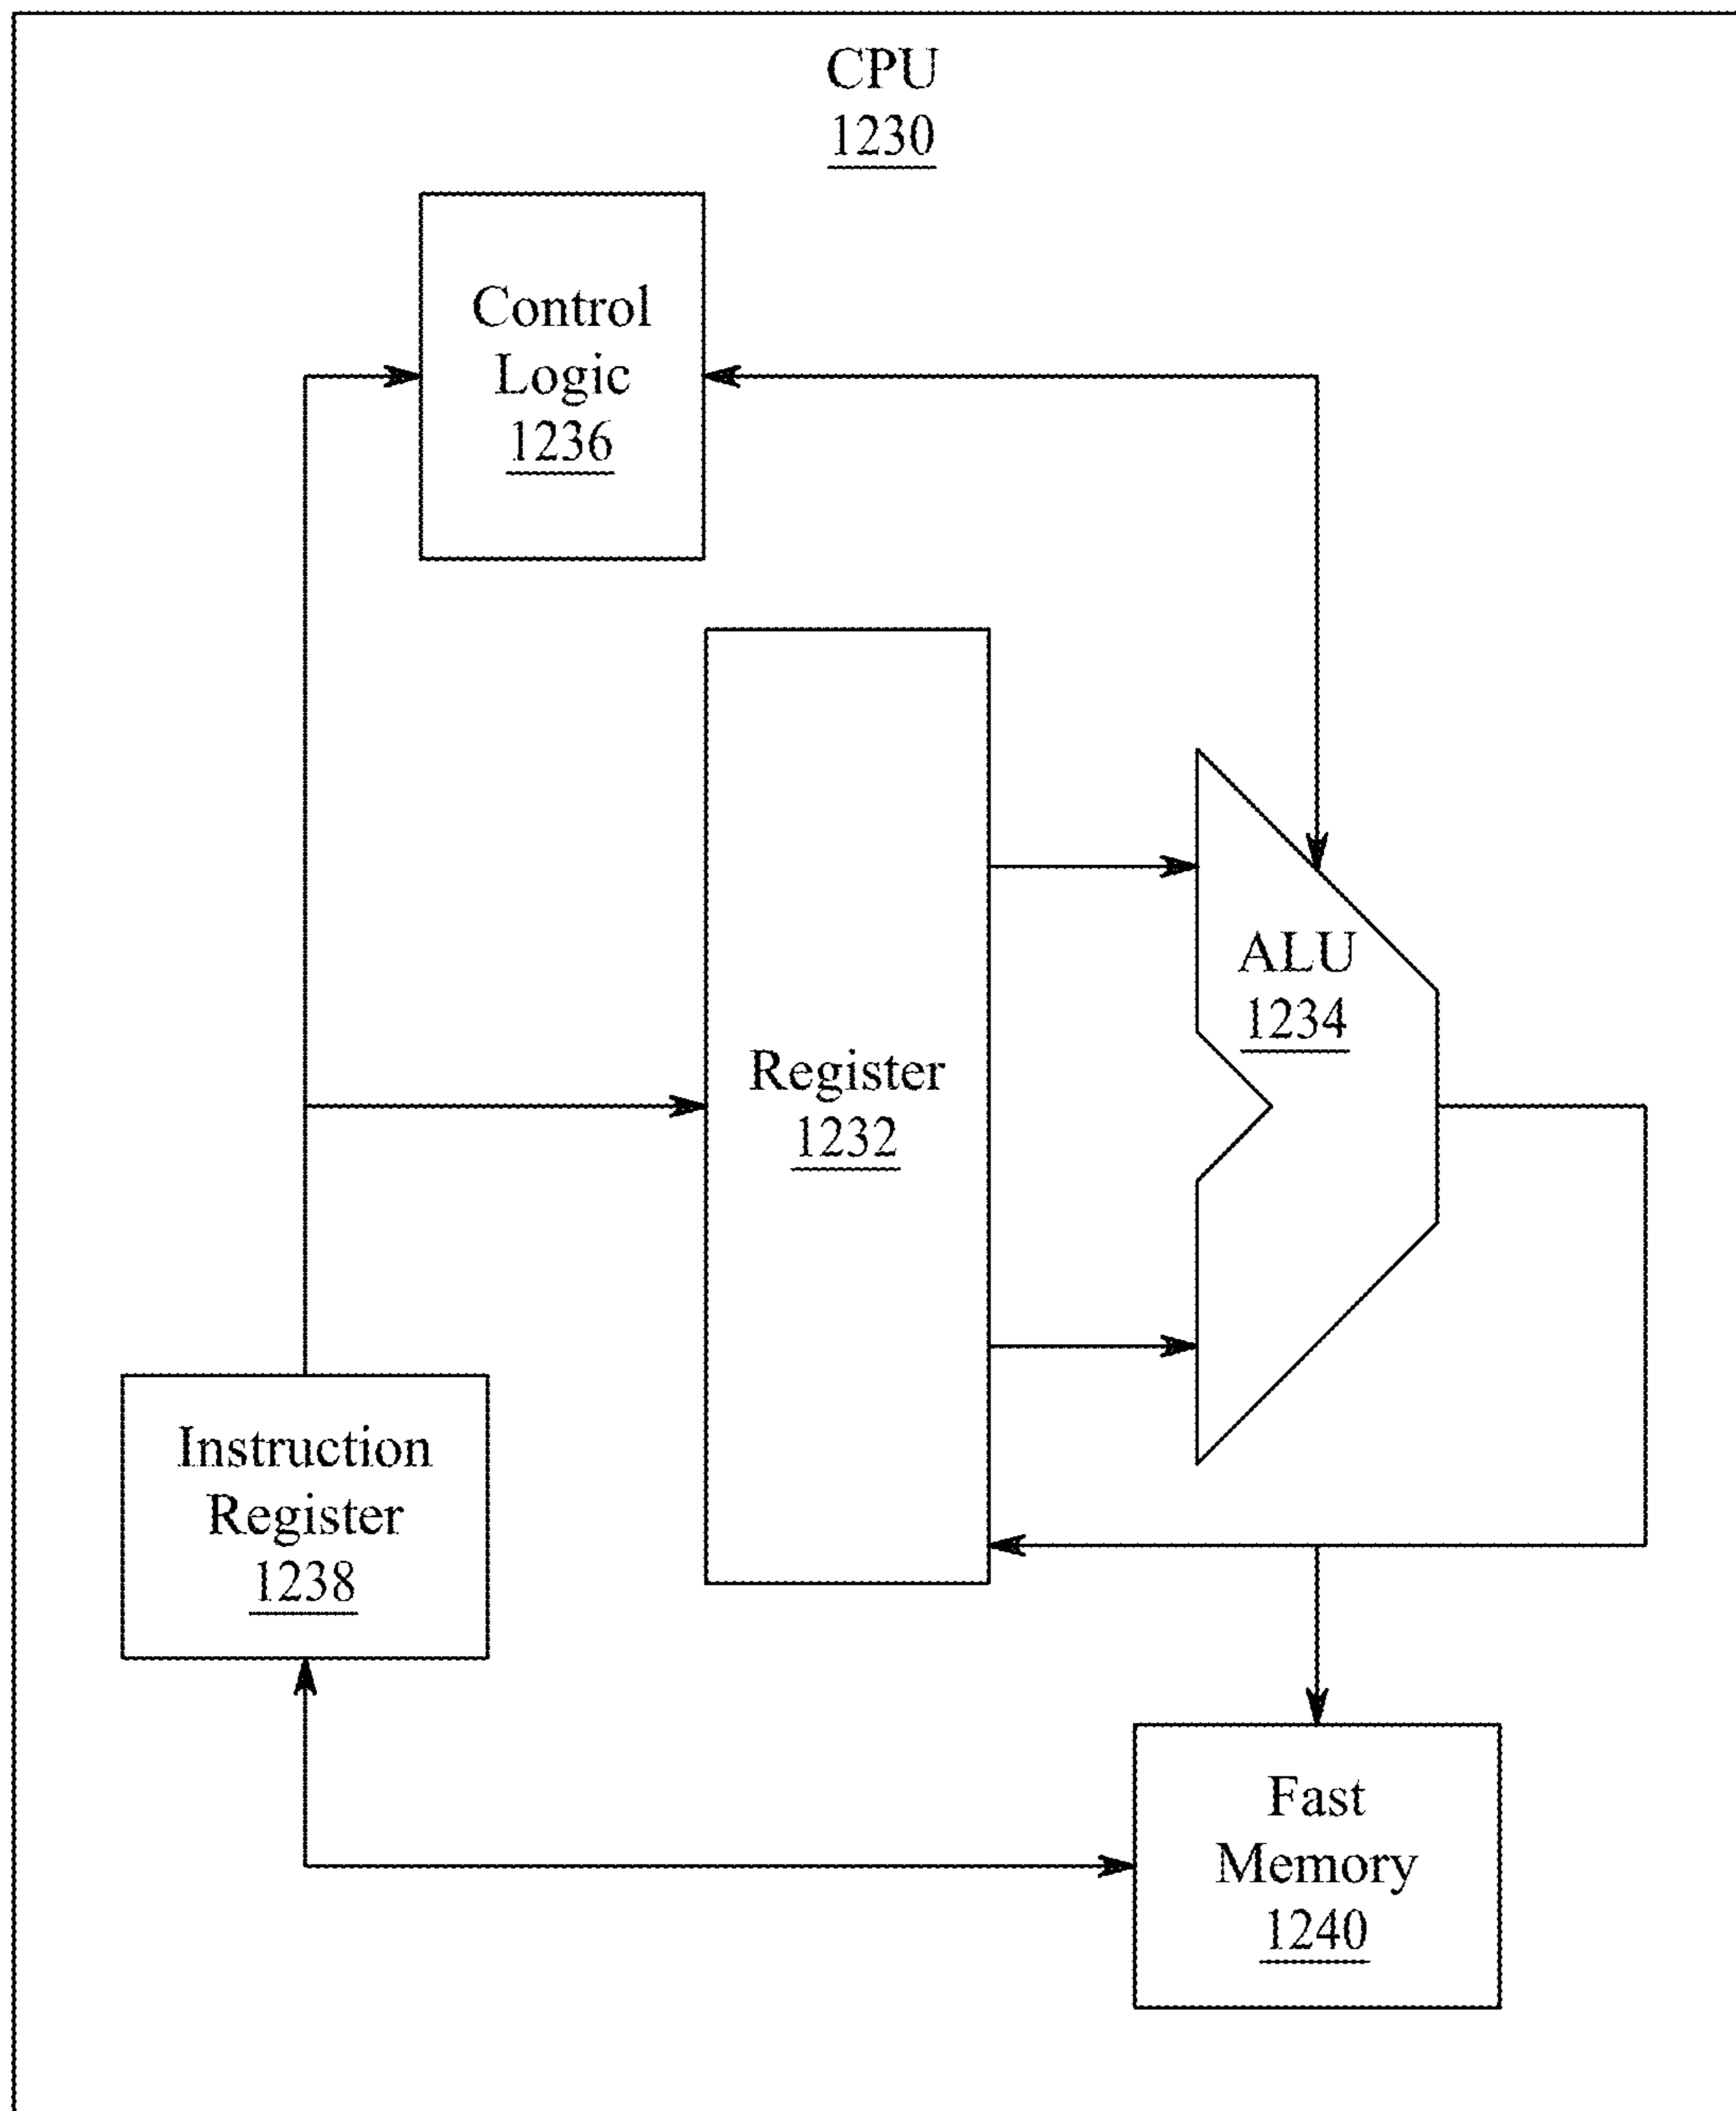 CPU
1230
Control
Logic
1236
ALU
1234
Register
1232
Instruction
Register
1238
Fast
Memory
1240